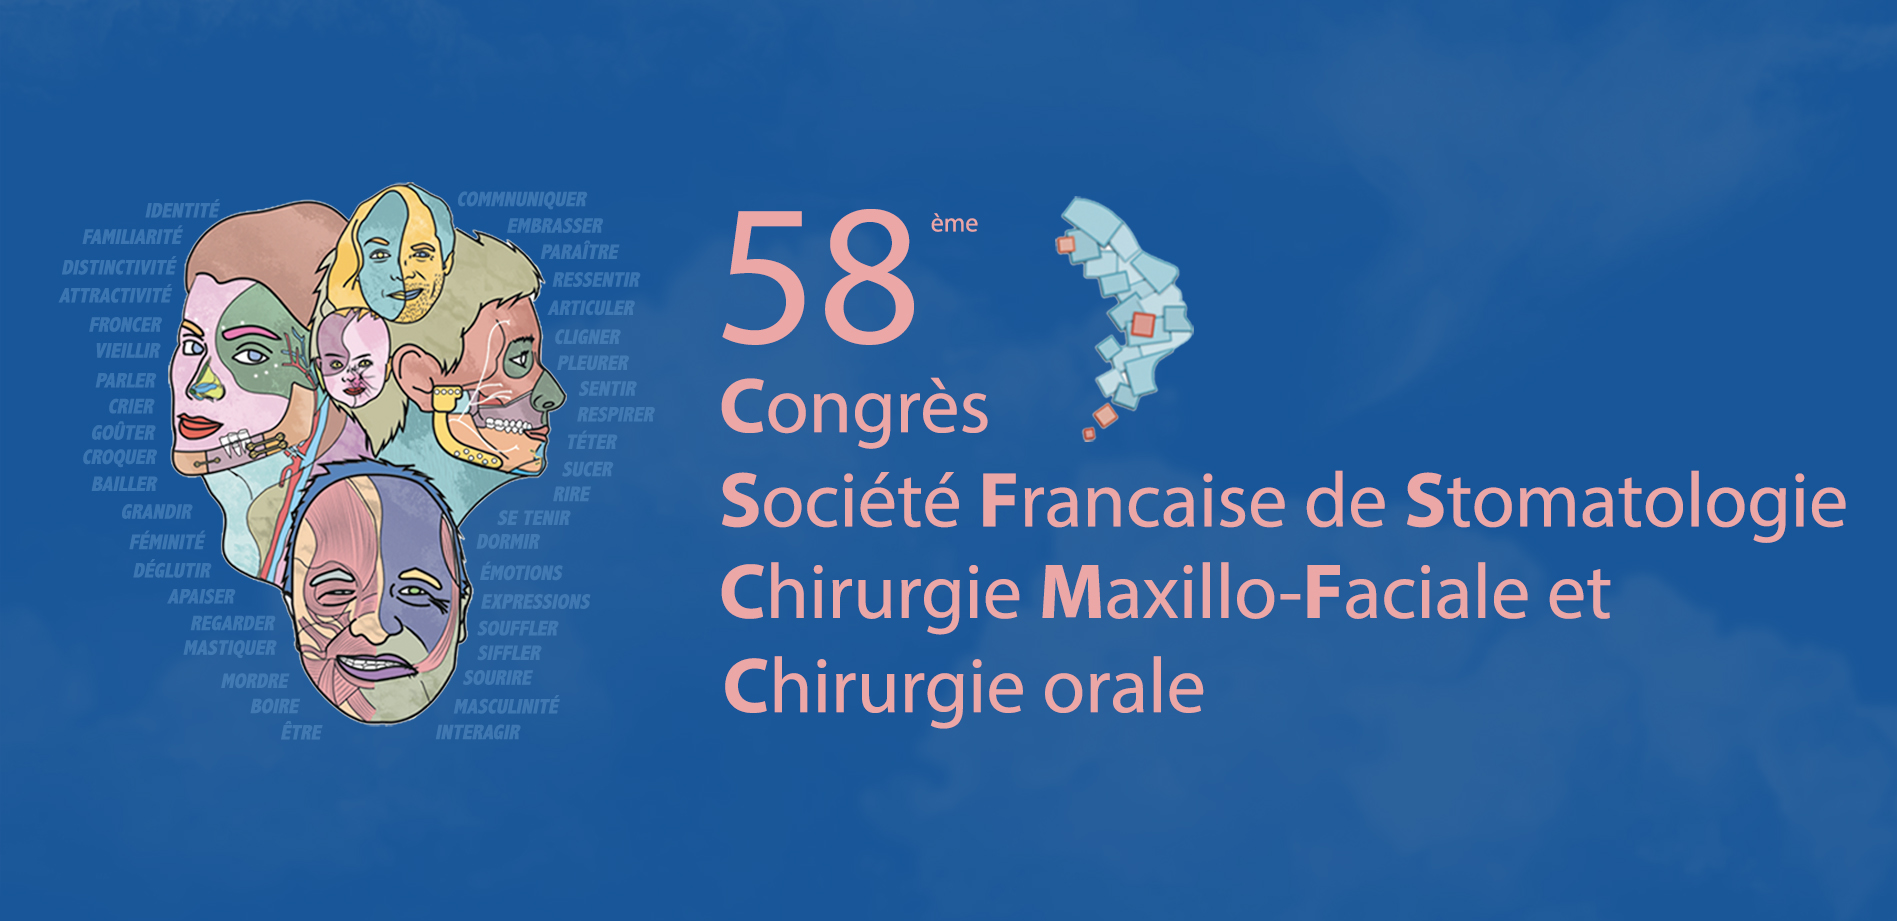 IDENTITÉ
FAMILIARITÉ
DISTINCTIVITÉ
ATTRACTIVITÉ
FRONCER
VIEILLIR
PARLER
CRIER
GOÛTER
CROQUER
BAILLER
GRANDIR
FÉMINITÉ
DÉGLUTIR
APAISER
REGARDER
MASTIQUER
MORDRE
BOIRE
ÊTRE
COMMNUNIQUER
EMBRASSER
PARAÎTRE
RESSENTIR
ARTICULER
CLIGNER
PLEURER
SENTIR
RESPIRER
TÉTER
SUCER
RIRE
SE TENIR
DORMIR
ÉMOTIONS
EXPRESSIONS
SOUFFLER
SIFFLER
SOURIRE
MASCULINITÉ
INTERAGIR
58 ème
Congrès
Société Francaise de Stomatologie
Chirurgie Maxillo-Faciale et
Chirurgie orale